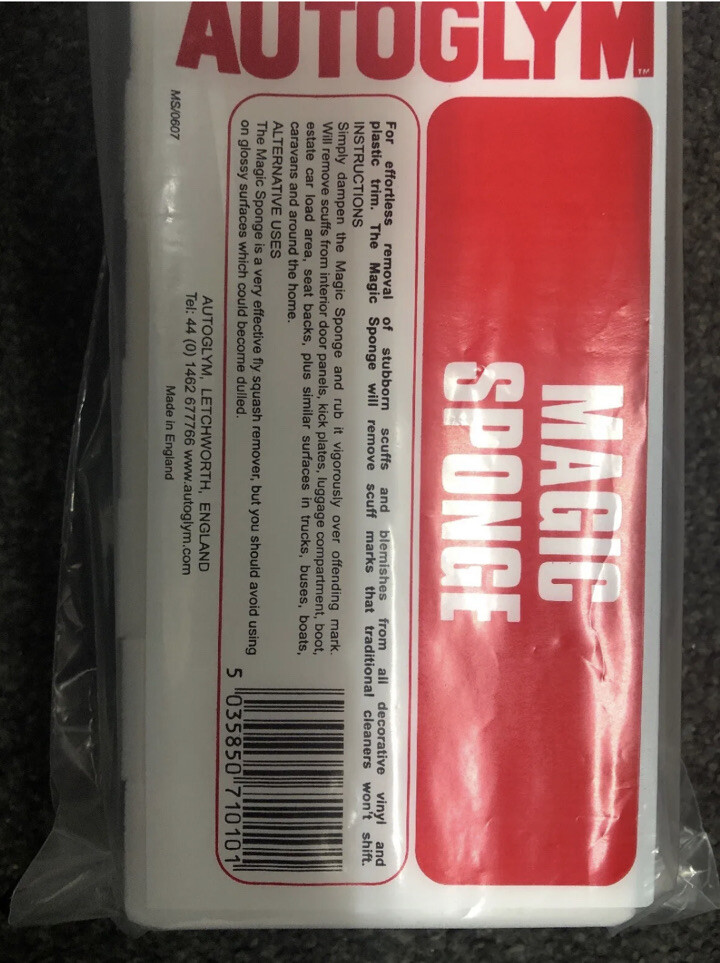 AUTOGLYM™
MAGIC
SPONGE
For effortless removal of stubborn scuffs and blemishes from all decorative vinyl and
plastic trim. The Magic Sponge will remove scuff marks that traditional cleaners won't shift.
INSTRUCTIONS
Simply dampen the Magic Sponge and rub it vigorously over offending mark.
Will remove scuffs from interior door panels, kick plates, luggage compartment, boot,
estate car load area, seat backs, plus similar surfaces in trucks, buses, boats,
caravans and around the home.
ALTERNATIVE USES
The Magic Sponge is a very effective fly squash remover, but you should avoid using
on glossy surfaces which could become dulled.
5 035850 710101
AUTOGLYM, LETCHWORTH, ENGLAND
Tel: 44 (0) 1462 677766 www.autoglym.com
Made in England
MS/0607